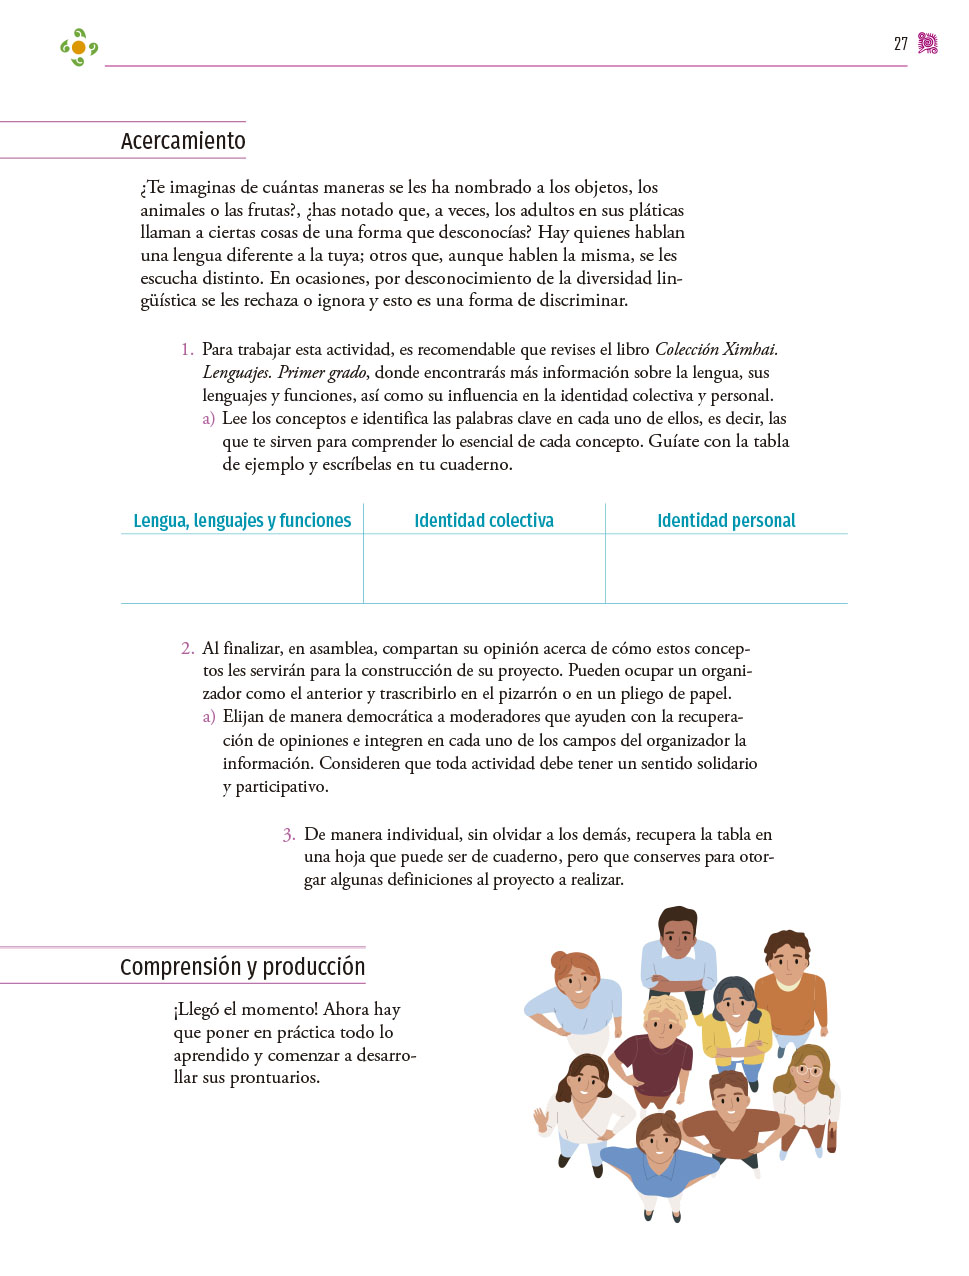 27
Acercamiento
¿Te imaginas de cuántas maneras se les ha nombrado a los objetos, los
animales o las frutas?, ¿has notado que, a veces, los adultos en sus pláticas
llaman a ciertas cosas de una forma que desconocías? Hay quienes hablan
una lengua diferente a la tuya; otros que, aunque hablen la misma, se les
escucha distinto. En ocasiones, por desconocimiento de la diversidad lin-
güística se les rechaza o ignora y esto es una forma de discriminar.
1. Para trabajar esta actividad, es recomendable que revises el libro Colección Ximhai.
Lenguajes. Primer grado, donde encontrarás más información sobre la lengua, sus
lenguajes y funciones, así como su influencia en la identidad colectiva y personal.
a) Lee los conceptos e identifica las palabras clave en cada uno de ellos, es decir, las
que te sirven para comprender lo esencial de cada concepto. Guíate con la tabla
de ejemplo y escríbelas en tu cuaderno.
Lengua, lenguajes y funciones Identidad colectiva Identidad personal
2. Al finalizar, en asamblea, compartan su opinión acerca de cómo estos concep-
tos les servirán para la construcción de su proyecto. Pueden ocupar un organi-
zador como el anterior y trascribirlo en el pizarrón o en un pliego de papel.
a) Elijan de manera democrática a moderadores que ayuden con la recupera-
ción de opiniones e integren en cada uno de los campos del organizador la
información. Consideren que toda actividad debe tener un sentido solidario
y participativo.
3. De manera individual, sin olvidar a los demás, recupera la tabla en
una hoja que puede ser de cuaderno, pero que conserves para otor-
gar algunas definiciones al proyecto a realizar.
Comprensión y producción
¡Llegó el momento! Ahora hay
que poner en práctica todo lo
aprendido y comenzar a desarro-
llar sus prontuarios.